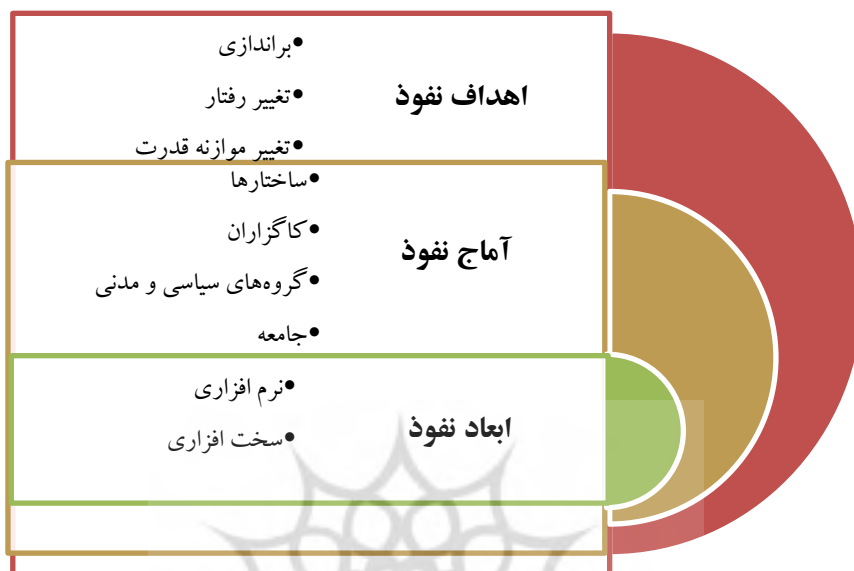 اهداف نفوذ
•براندازی
•تغییر رفتار
•تغییر موازنه قدرت
آماج نفوذ
•ساختارها
•کاگزاران
•گروه‌های سیاسی و مدنی
•جامعه
ابعاد نفوذ
•نرم افزاری
•سخت افزاری